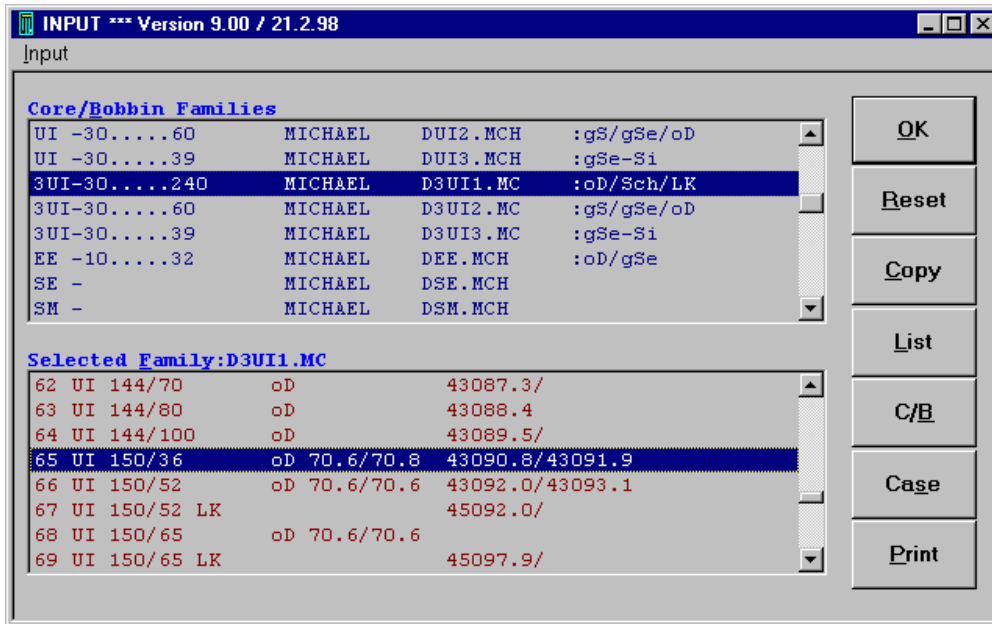 INPUT *** Version 9.00 / 21.2.98
Input
Core/Bobbin Families
UI -30.....60 MICHAEL DUI2.MCH :gS/gSe/oD
UI -30.....39 MICHAEL DUI3.MCH :gSe-Si
3UI-30.....240 MICHAEL D3UI1.MC :oD/Sch/LK
3UI-30.....60 MICHAEL D3UI2.MC :gS/gSe/oD
3UI-30.....39 MICHAEL D3UI3.MC :gSe-Si
EE -10.....32 MICHAEL DEE.MCH :oD/gSe
SE - MICHAEL DSE.MCH
SM - MICHAEL DSM.MCH
Selected Family:D3UI1.MC
62 UI 144/70 oD 43087.3/
63 UI 144/80 oD 43088.4
64 UI 144/100 oD 43089.5/
65 UI 150/36 oD 70.6/70.8 43090.8/43091.9
66 UI 150/52 oD 70.6/70.6 43092.0/43093.1
67 UI 150/52 LK 45092.0/
68 UI 150/65 oD 70.6/70.6
69 UI 150/65 LK 45097.9/
OK
Reset
Copy
List
C/B
Case
Print